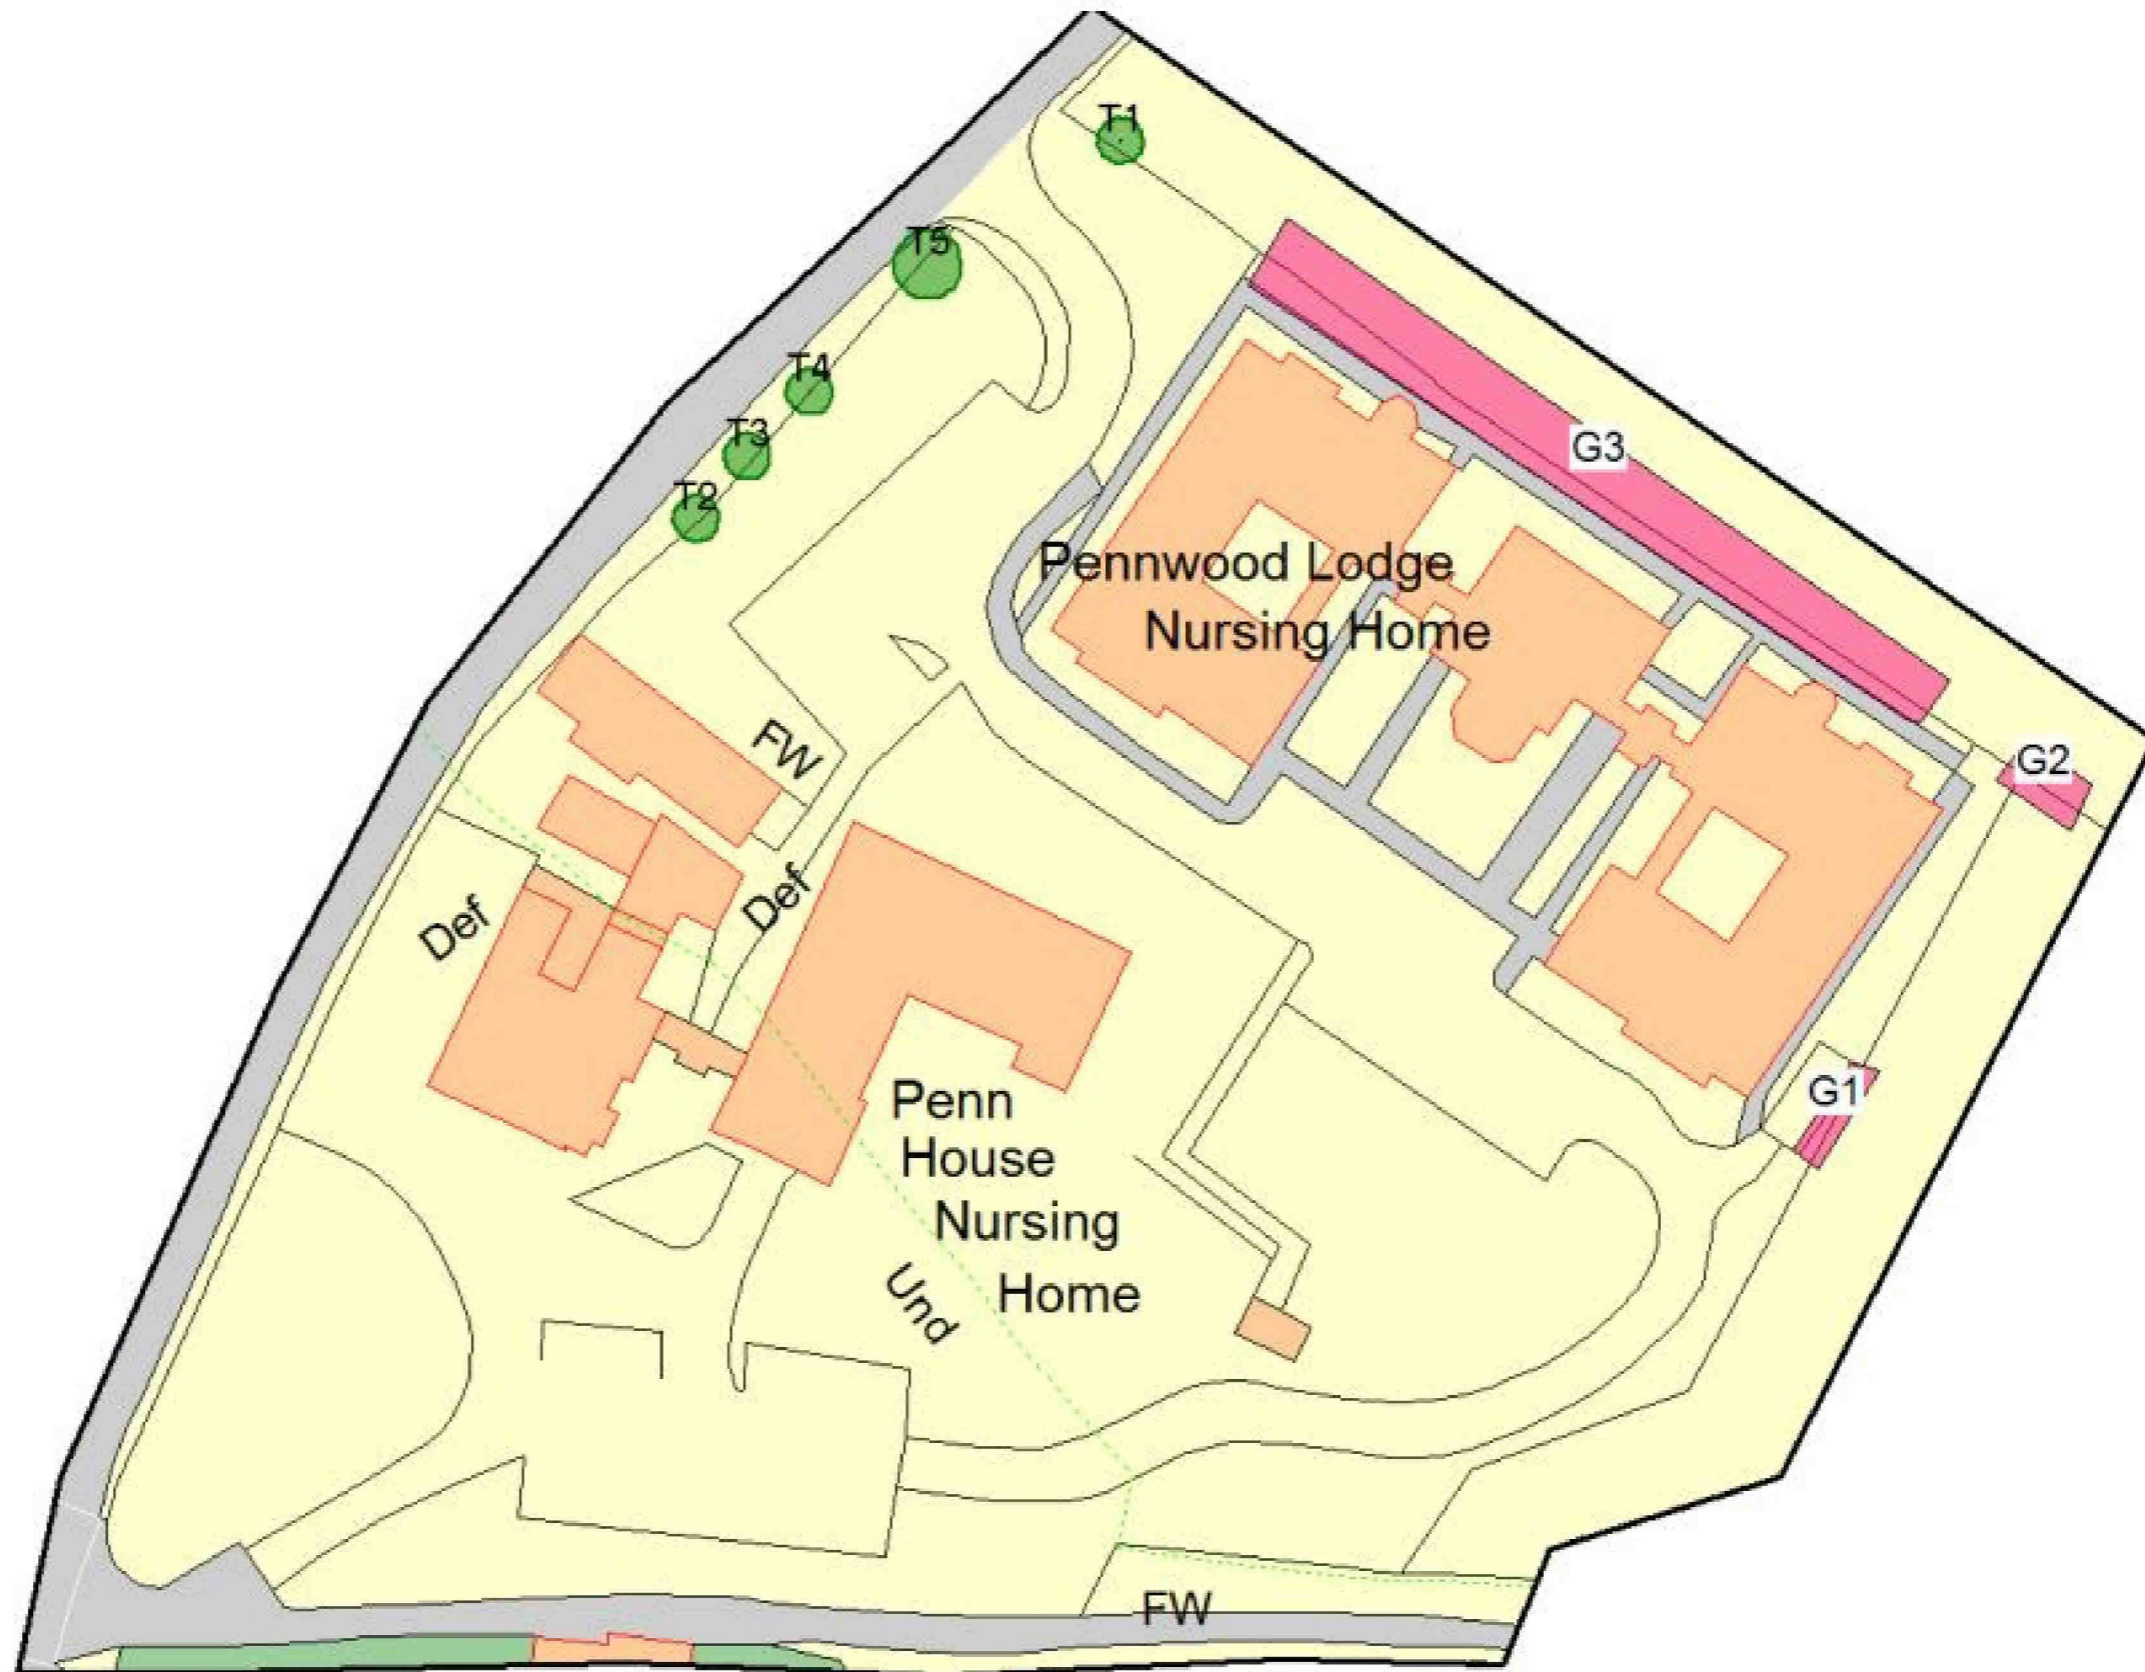 T1
T5
T4
T3
T2
G3
Pennwood Lodge
Nursing Home
FW
G2
Def
Def
G1
Penn
House
Nursing
Home
Und
FW